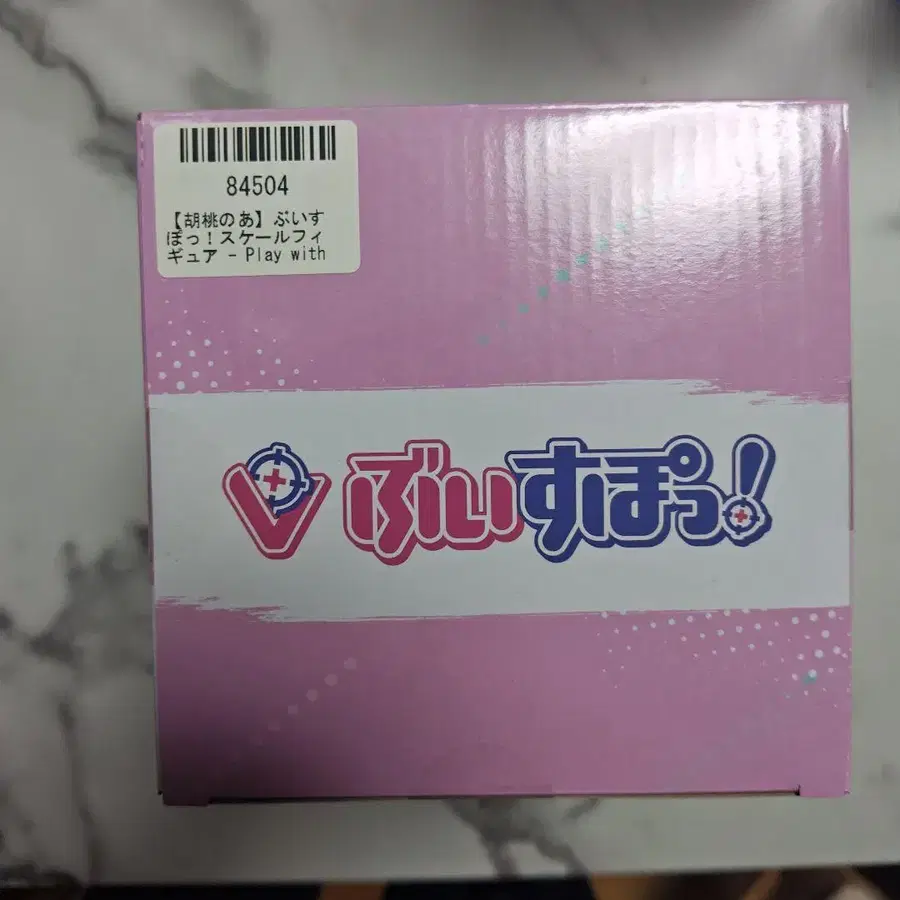 84504
【胡桃のあ】ぶいす
ぽっ！スケールフィ
ギュア - Play with
ぶいすぽっ!